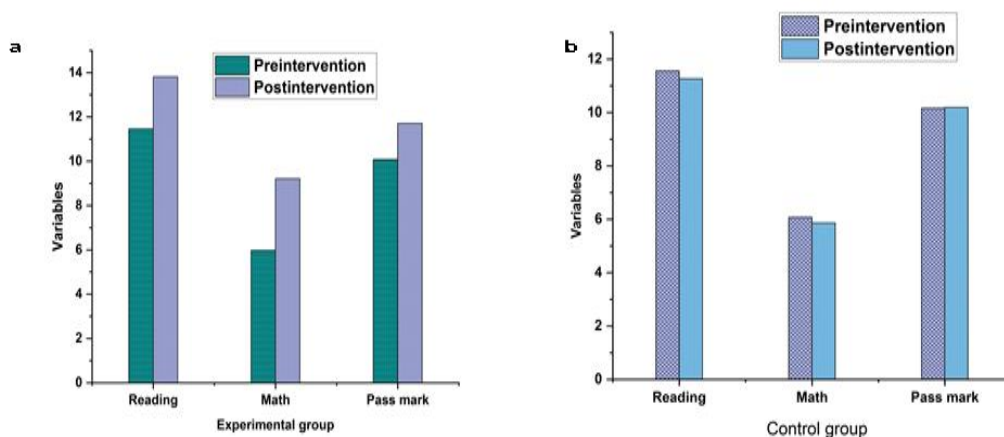 a
Preintervention
Postintervention
14
12
10
8
6
4
2
0
Variables
Reading Math Pass mark
Experimental group
b
Preintervention
Postintervention
12
10
8
6
4
2
0
Variables
Reading Math Pass mark
Control group